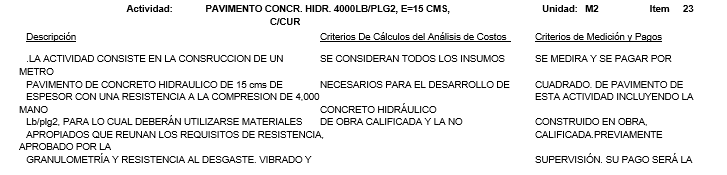 Actividad: PAVIMENTO CONCR. HIDR. 4000LB/PLG2, E=15 CMS, Unidad: M2 Item 23
C/CUR
Descripción Criterios De Cálculos del Análisis de Costos Criterios de Medición y Pagos
.LA ACTIVIDAD CONSISTE EN LA CONSRUCCION DE UN SE CONSIDERAN TODOS LOS INSUMOS SE MEDIRA Y SE PAGAR POR
METRO
PAVIMENTO DE CONCRETO HIDRAULICO DE 15 cms DE NECESARIOS PARA EL DESARROLLO DE CUADRADO. DE PAVIMENTO DE
ESPESOR CON UNA RESISTENCIA A LA COMPRESION DE 4,000 ESTA ACTIVIDAD INCLUYENDO LA
MANO CONCRETO HIDRÁULICO
Lb/plg2, PARA LO CUAL DEBERÁN UTILIZARSE MATERIALES DE OBRA CALIFICADA Y LA NO CONSTRUIDO EN OBRA,
APROPIADOS QUE REUNAN LOS REQUISITOS DE RESISTENCIA, CALIFICADA.PREVIAMENTE
APROBADO POR LA
GRANULOMETRÍA Y RESISTENCIA AL DESGASTE. VIBRADO Y SUPERVISIÓN. SU PAGO SERÁ LA